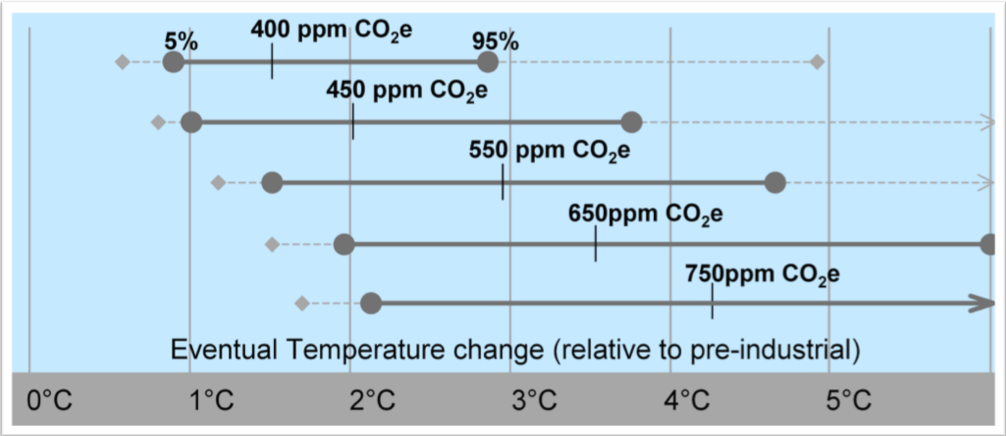 400 ppm CO₂e
5% 95%
450 ppm CO₂e
550 ppm CO₂e
650ppm CO₂e
750ppm CO₂e
Eventual Temperature change (relative to pre-industrial)
0°C 1°C 2°C 3°C 4°C 5°C